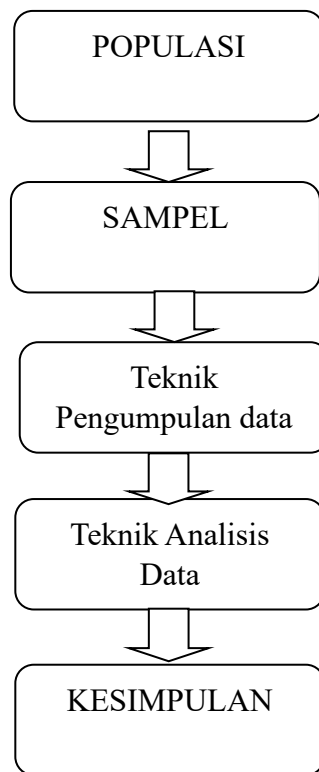 POPULASI
SAMPEL
Teknik
Pengumpulan data
Teknik Analisis
Data
KESIMPULAN